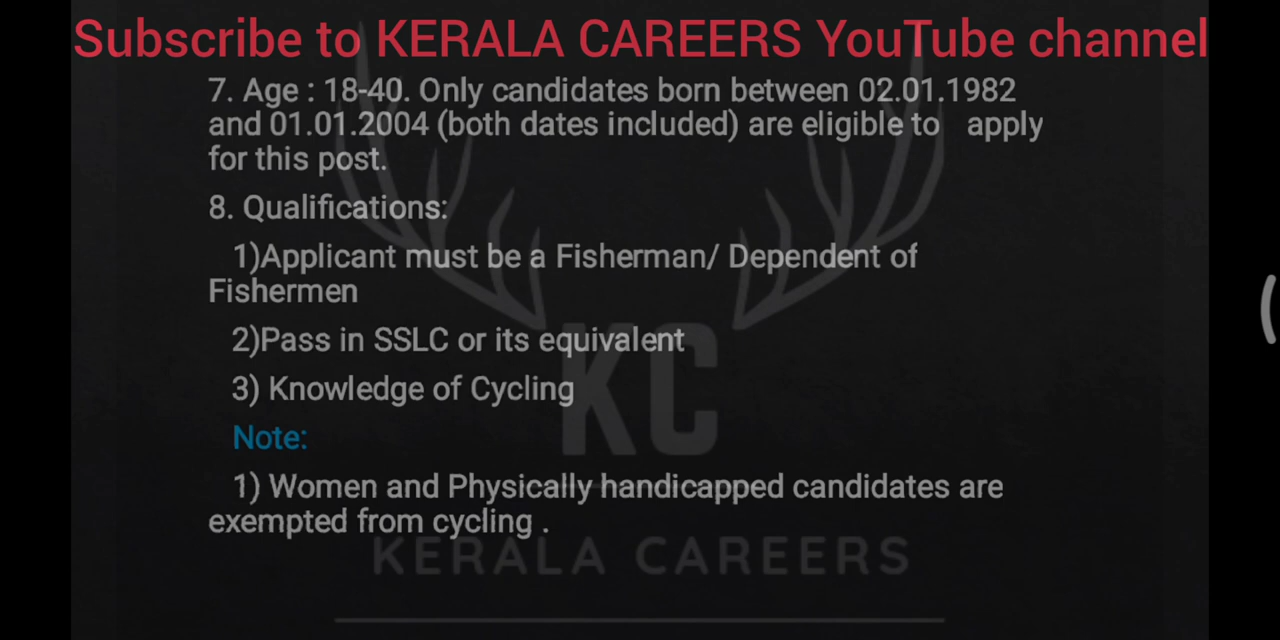 Subscribe to KERALA CAREERS YouTube channel
7. Age : 18-40. Only candidates born between 02.01.1982
and 01.01.2004 (both dates included) are eligible to apply
for this post.
8. Qualifications:
1)Applicant must be a Fisherman/ Dependent of
Fishermen
2)Pass in SSLC or its equivalent
3) Knowledge of Cycling
Note:
1) Women and Physically handicapped candidates are
exempted from cycling .
KC
KERALA CAREERS